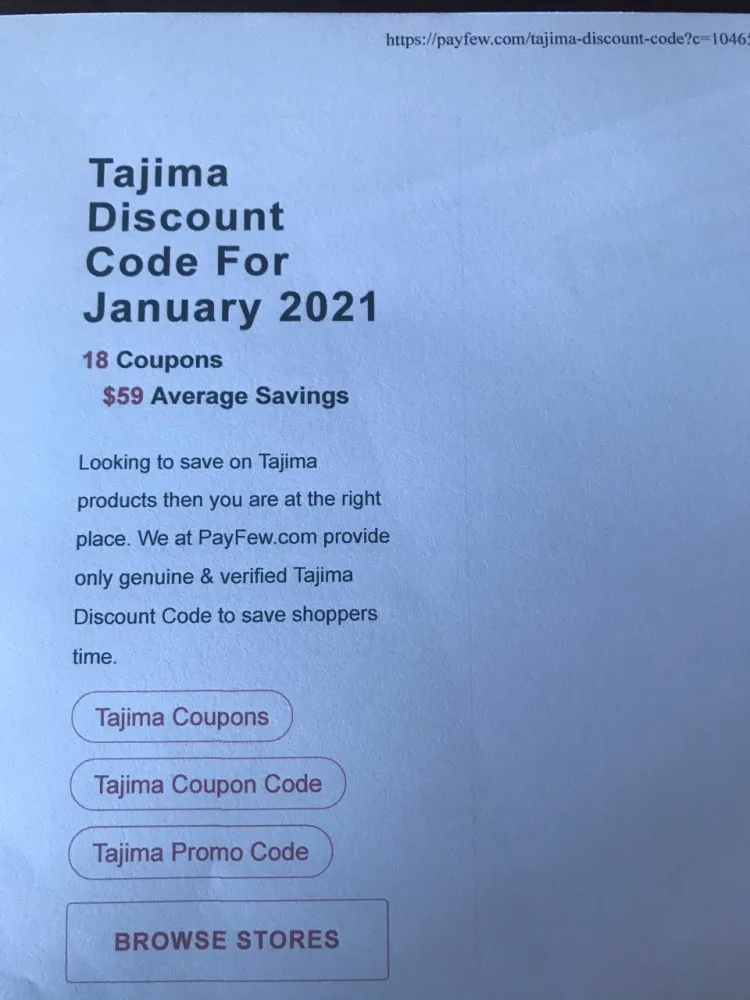 https://payfew.com/tajima-discount-code?c=1046
Tajima
Discount
Code For
January 2021
18 Coupons
$59 Average Savings
Looking to save on Tajima
products then you are at the right
place. We at PayFew.com provide
only genuine & verified Tajima
Discount Code to save shoppers
time.
Tajima Coupons
Tajima Coupon Code
Tajima Promo Code
BROWSE STORES